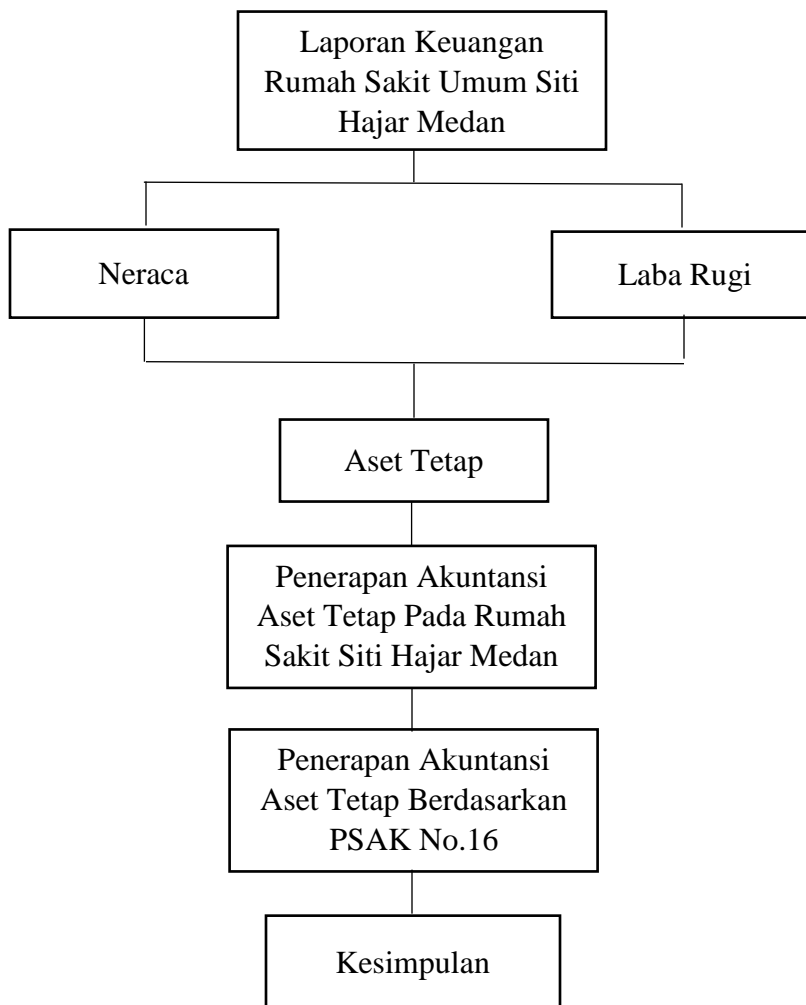 Laporan Keuangan
Rumah Sakit Umum Siti
Hajar Medan
Neraca
Laba Rugi
Aset Tetap
Penerapan Akuntansi
Aset Tetap Pada Rumah
Sakit Siti Hajar Medan
Penerapan Akuntansi
Aset Tetap Berdasarkan
PSAK No.16
Kesimpulan